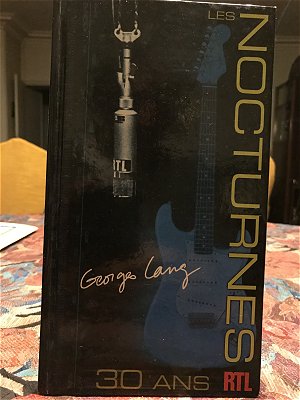 LES
NOCTURNES
RTL
Georges Lang
30 ANS RTL